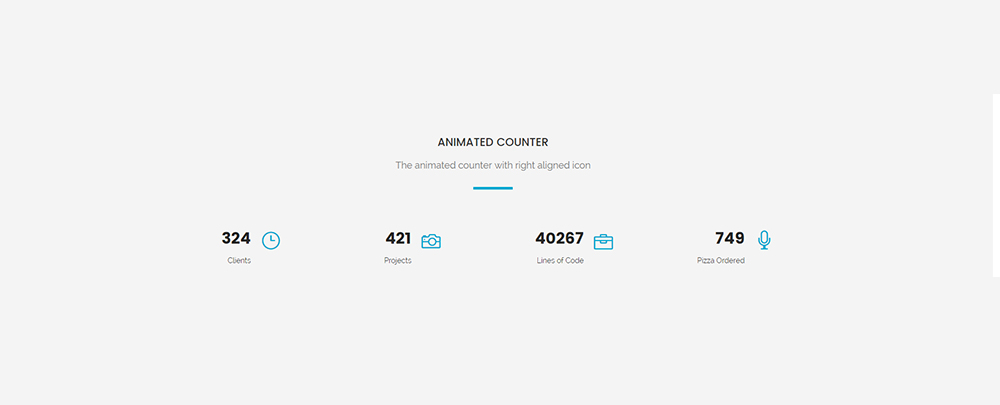 ANIMATED COUNTER
The animated counter with right aligned icon
324
Clients
421
Projects
40267
Lines of Code
749
Pizza Ordered